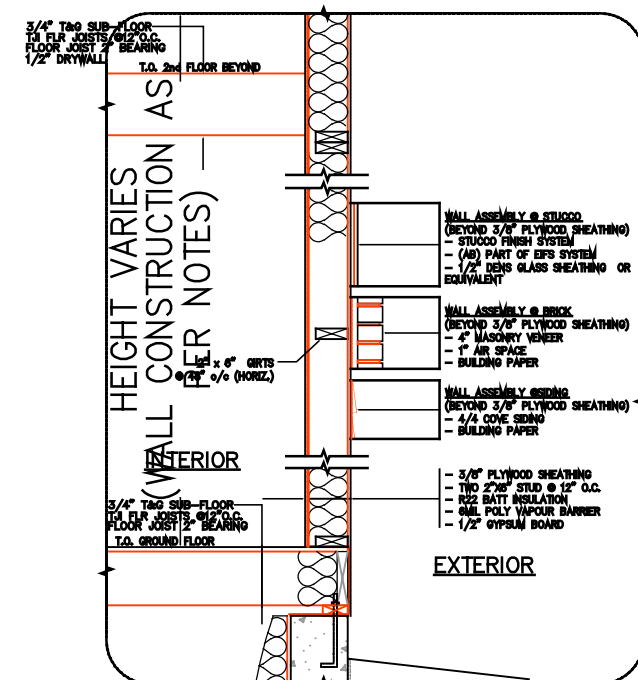 3/4" T&G SUB-FLOOR
TJI FLR JOISTS @12"O.C.
FLOOR JOIST 2" BEARING
1/2" DRYWALL
T.O. 2nd FLOOR BEYOND
HEIGHT VARIES
(WALL CONSTRUCTION AS
PER NOTES)
WALL ASSEMBLY @ STUCCO
(BEYOND 3/8" PLYWOOD SHEATHING)
- STUCCO FINISH SYSTEM
- (AB) PART OF EIFS SYSTEM
- 1/2" DENS GLASS SHEATHING OR
EQUIVALENT
WALL ASSEMBLY @ BRICK
(BEYOND 3/8" PLYWOOD SHEATHING)
- 4" MASONRY VENEER
- 1" AIR SPACE
- BUILDING PAPER
x 6" GIRTS
@ 48" c/c (HORIZ.)
WALL ASSEMBLY @SIDING
(BEYOND 3/8" PLYWOOD SHEATHING)
- 4/4 COVE SIDING
- BUILDING PAPER
INTERIOR
- 3/8" PLYWOOD SHEATHING
- TWO 2"X6" STUD @ 12" O.C.
- R22 BATT INSULATION
- 6MIL POLY VAPOUR BARRIER
- 1/2" GYPSUM BOARD
3/4" T&G SUB-FLOOR
TJI FLR JOISTS @12"O.C.
FLOOR JOIST 2" BEARING
T.O. GROUND FLOOR
EXTERIOR